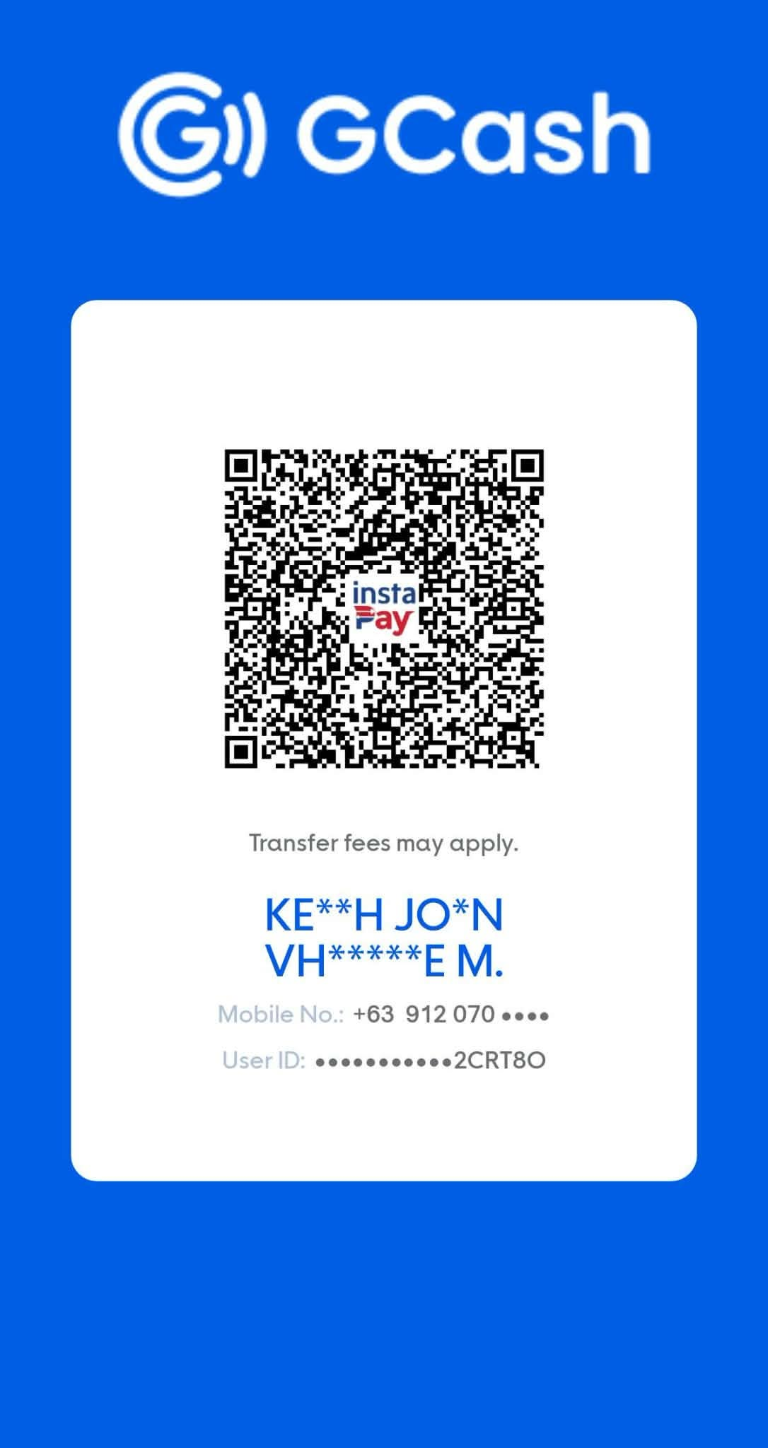 GCash
insta
Pay
Transfer fees may apply.
KE**H JO*N
VH*****E M.
Mobile No.: +63 912 070 ••••
User ID: •••••••••••2CRT8O